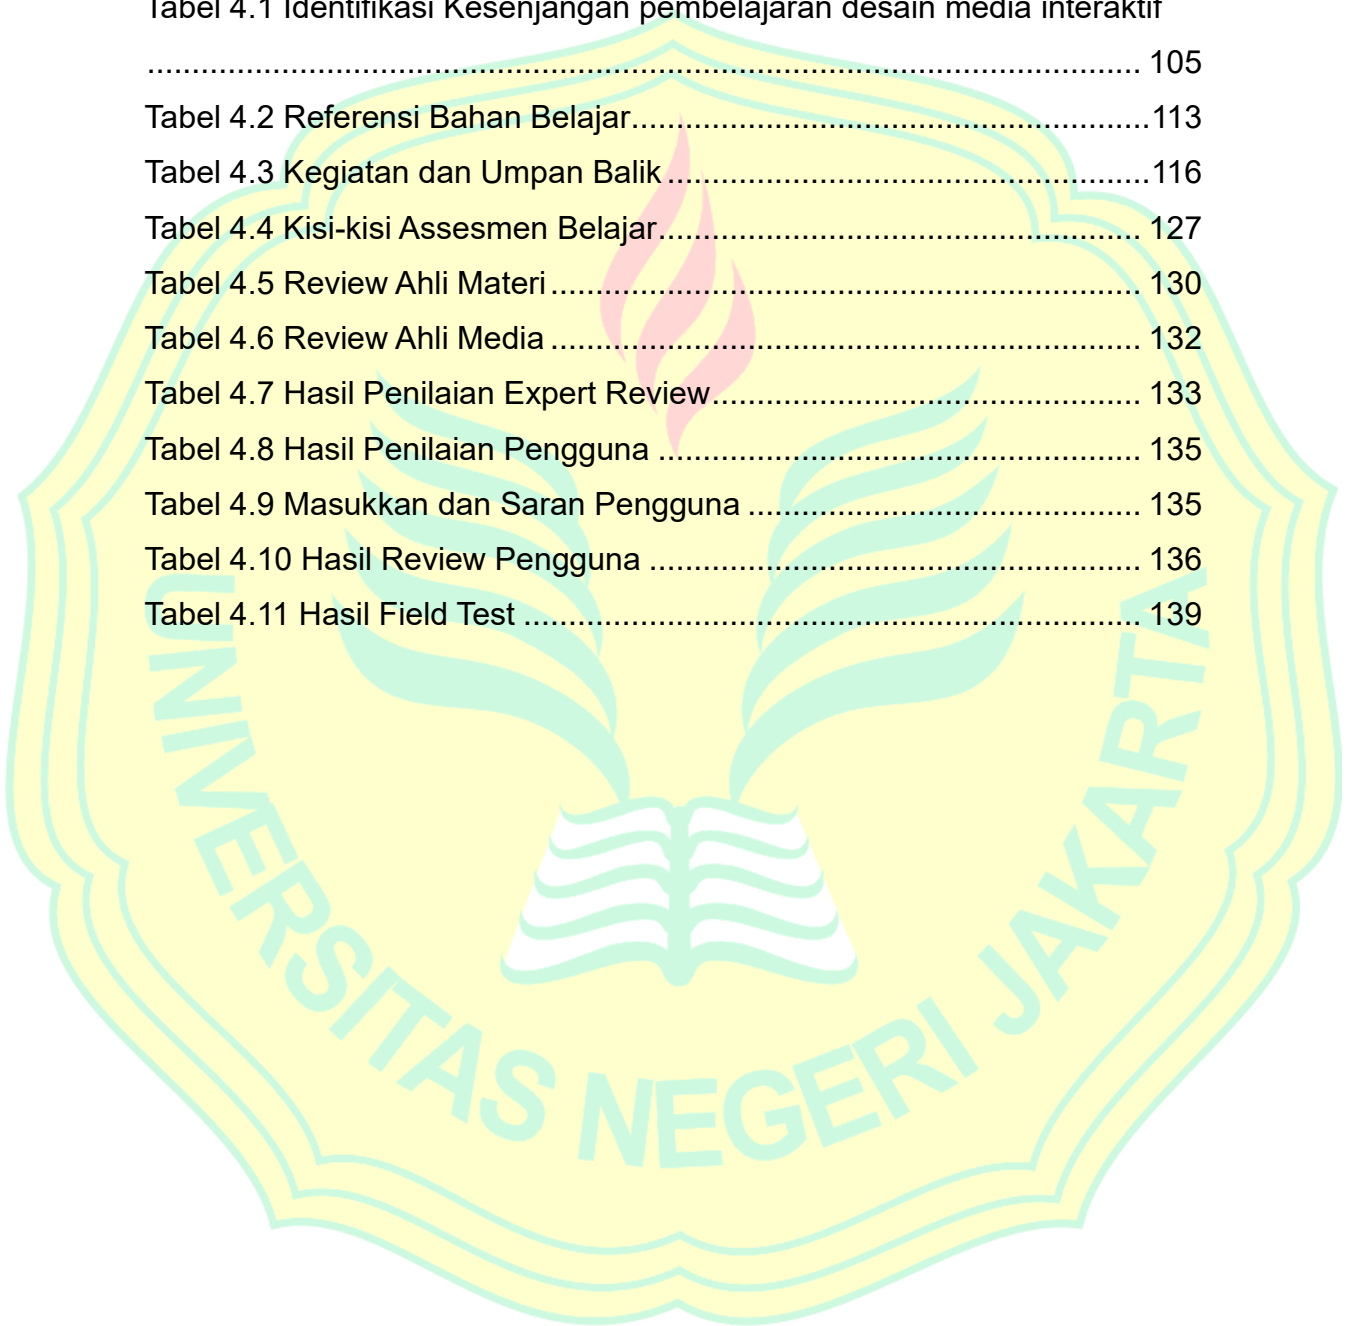 Tabel 4.1 Identifikasi Kesenjangan pembelajaran desain media interaktif
............................................................................................................... 105
Tabel 4.2 Referensi Bahan Belajar..........................................................113
Tabel 4.3 Kegiatan dan Umpan Balik......................................................116
Tabel 4.4 Kisi-kisi Assesmen Belajar...................................................... 127
Tabel 4.5 Review Ahli Materi.................................................................. 130
Tabel 4.6 Review Ahli Media.................................................................. 132
Tabel 4.7 Hasil Penilaian Expert Review................................................ 133
Tabel 4.8 Hasil Penilaian Pengguna ...................................................... 135
Tabel 4.9 Masukkan dan Saran Pengguna ............................................ 135
Tabel 4.10 Hasil Review Pengguna ....................................................... 136
Tabel 4.11 Hasil Field Test ..................................................................... 139
UNIVERSITAS NEGERI JAKARTA